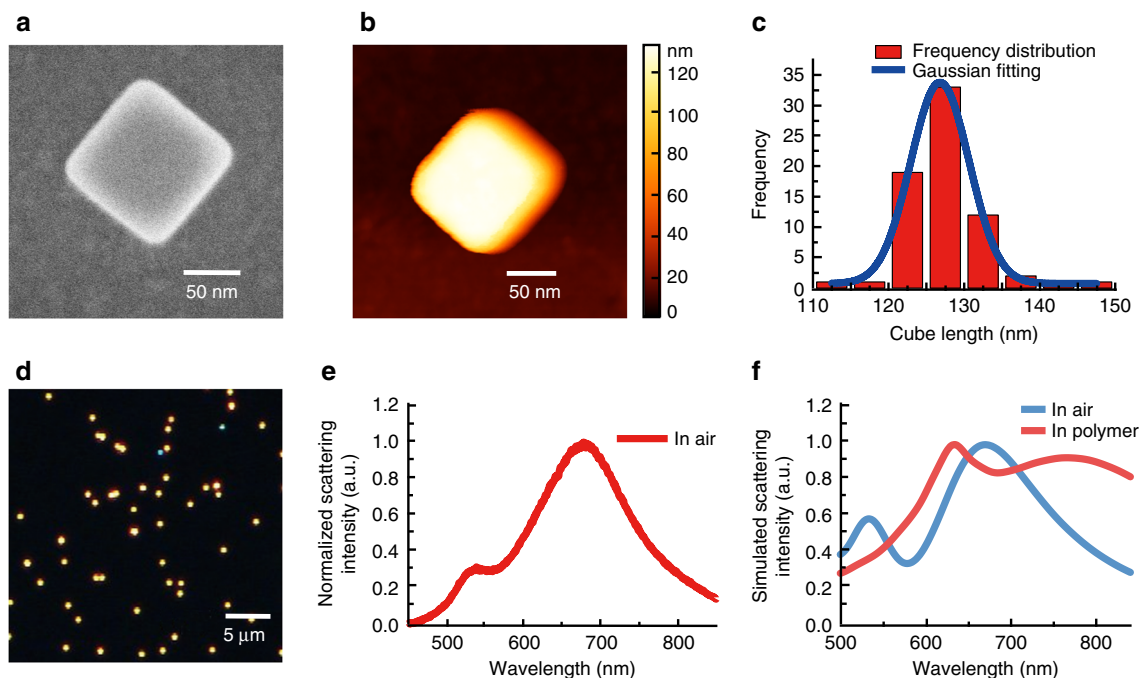 a
50 nm
b
50 nm
nm
120
100
80
60
40
20
0
c
Frequency distribution
Gaussian fitting
35
30
25
20
15
10
5
0
110 120 130 140 150
Frequency
Cube length (nm)
d
5 μm
e
In air
1.2
1.0
0.8
0.6
0.4
0.2
0.0
500 600 700 800
Normalized scattering
intensity (a.u.)
Wavelength (nm)
f
In air
In polymer
1.2
1.0
0.8
0.6
0.4
0.2
0.0
500 600 700 800
Simulated scattering
intensity (a.u.)
Wavelength (nm)